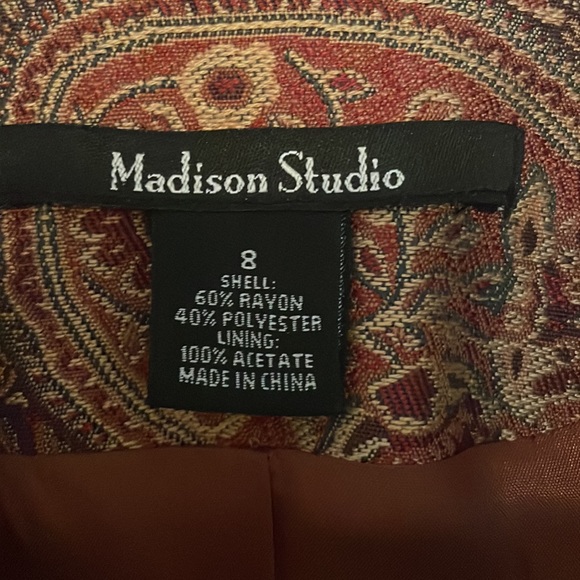 Madison Studio
8
SHELL:
60% RAYON
40% POLYESTER
LINING:
100% ACETATE
MADE IN CHINA